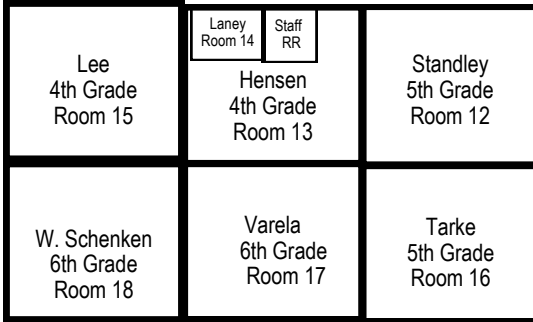 Lee
4th Grade
Room 15
Laney
Room 14
Staff
RR
Hensen
4th Grade
Room 13
Standley
5th Grade
Room 12
W. Schenken
6th Grade
Room 18
Varela
6th Grade
Room 17
Tarke
5th Grade
Room 16